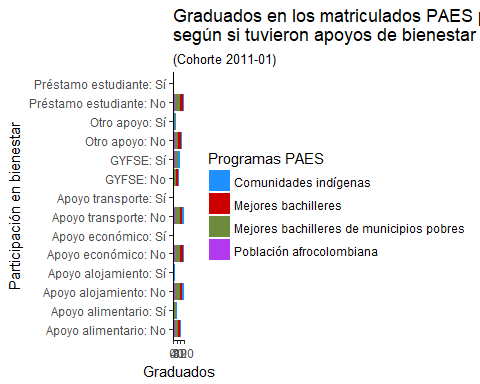 Graduados en los matriculados PAES
según si tuvieron apoyos de bienestar
(Cohorte 2011-01)
Participación en bienestar
Préstamo estudiante: Sí
Préstamo estudiante: No
Otro apoyo: Sí
Otro apoyo: No
GYFSE: Sí
GYFSE: No
Apoyo transporte: Sí
Apoyo transporte: No
Apoyo económico: Sí
Apoyo económico: No
Apoyo alojamiento: Sí
Apoyo alojamiento: No
Apoyo alimentario: Sí
Apoyo alimentario: No
Graduados
Programas PAES
Comunidades indígenas
Mejores bachilleres
Mejores bachilleres de municipios pobres
Población afrocolombiana